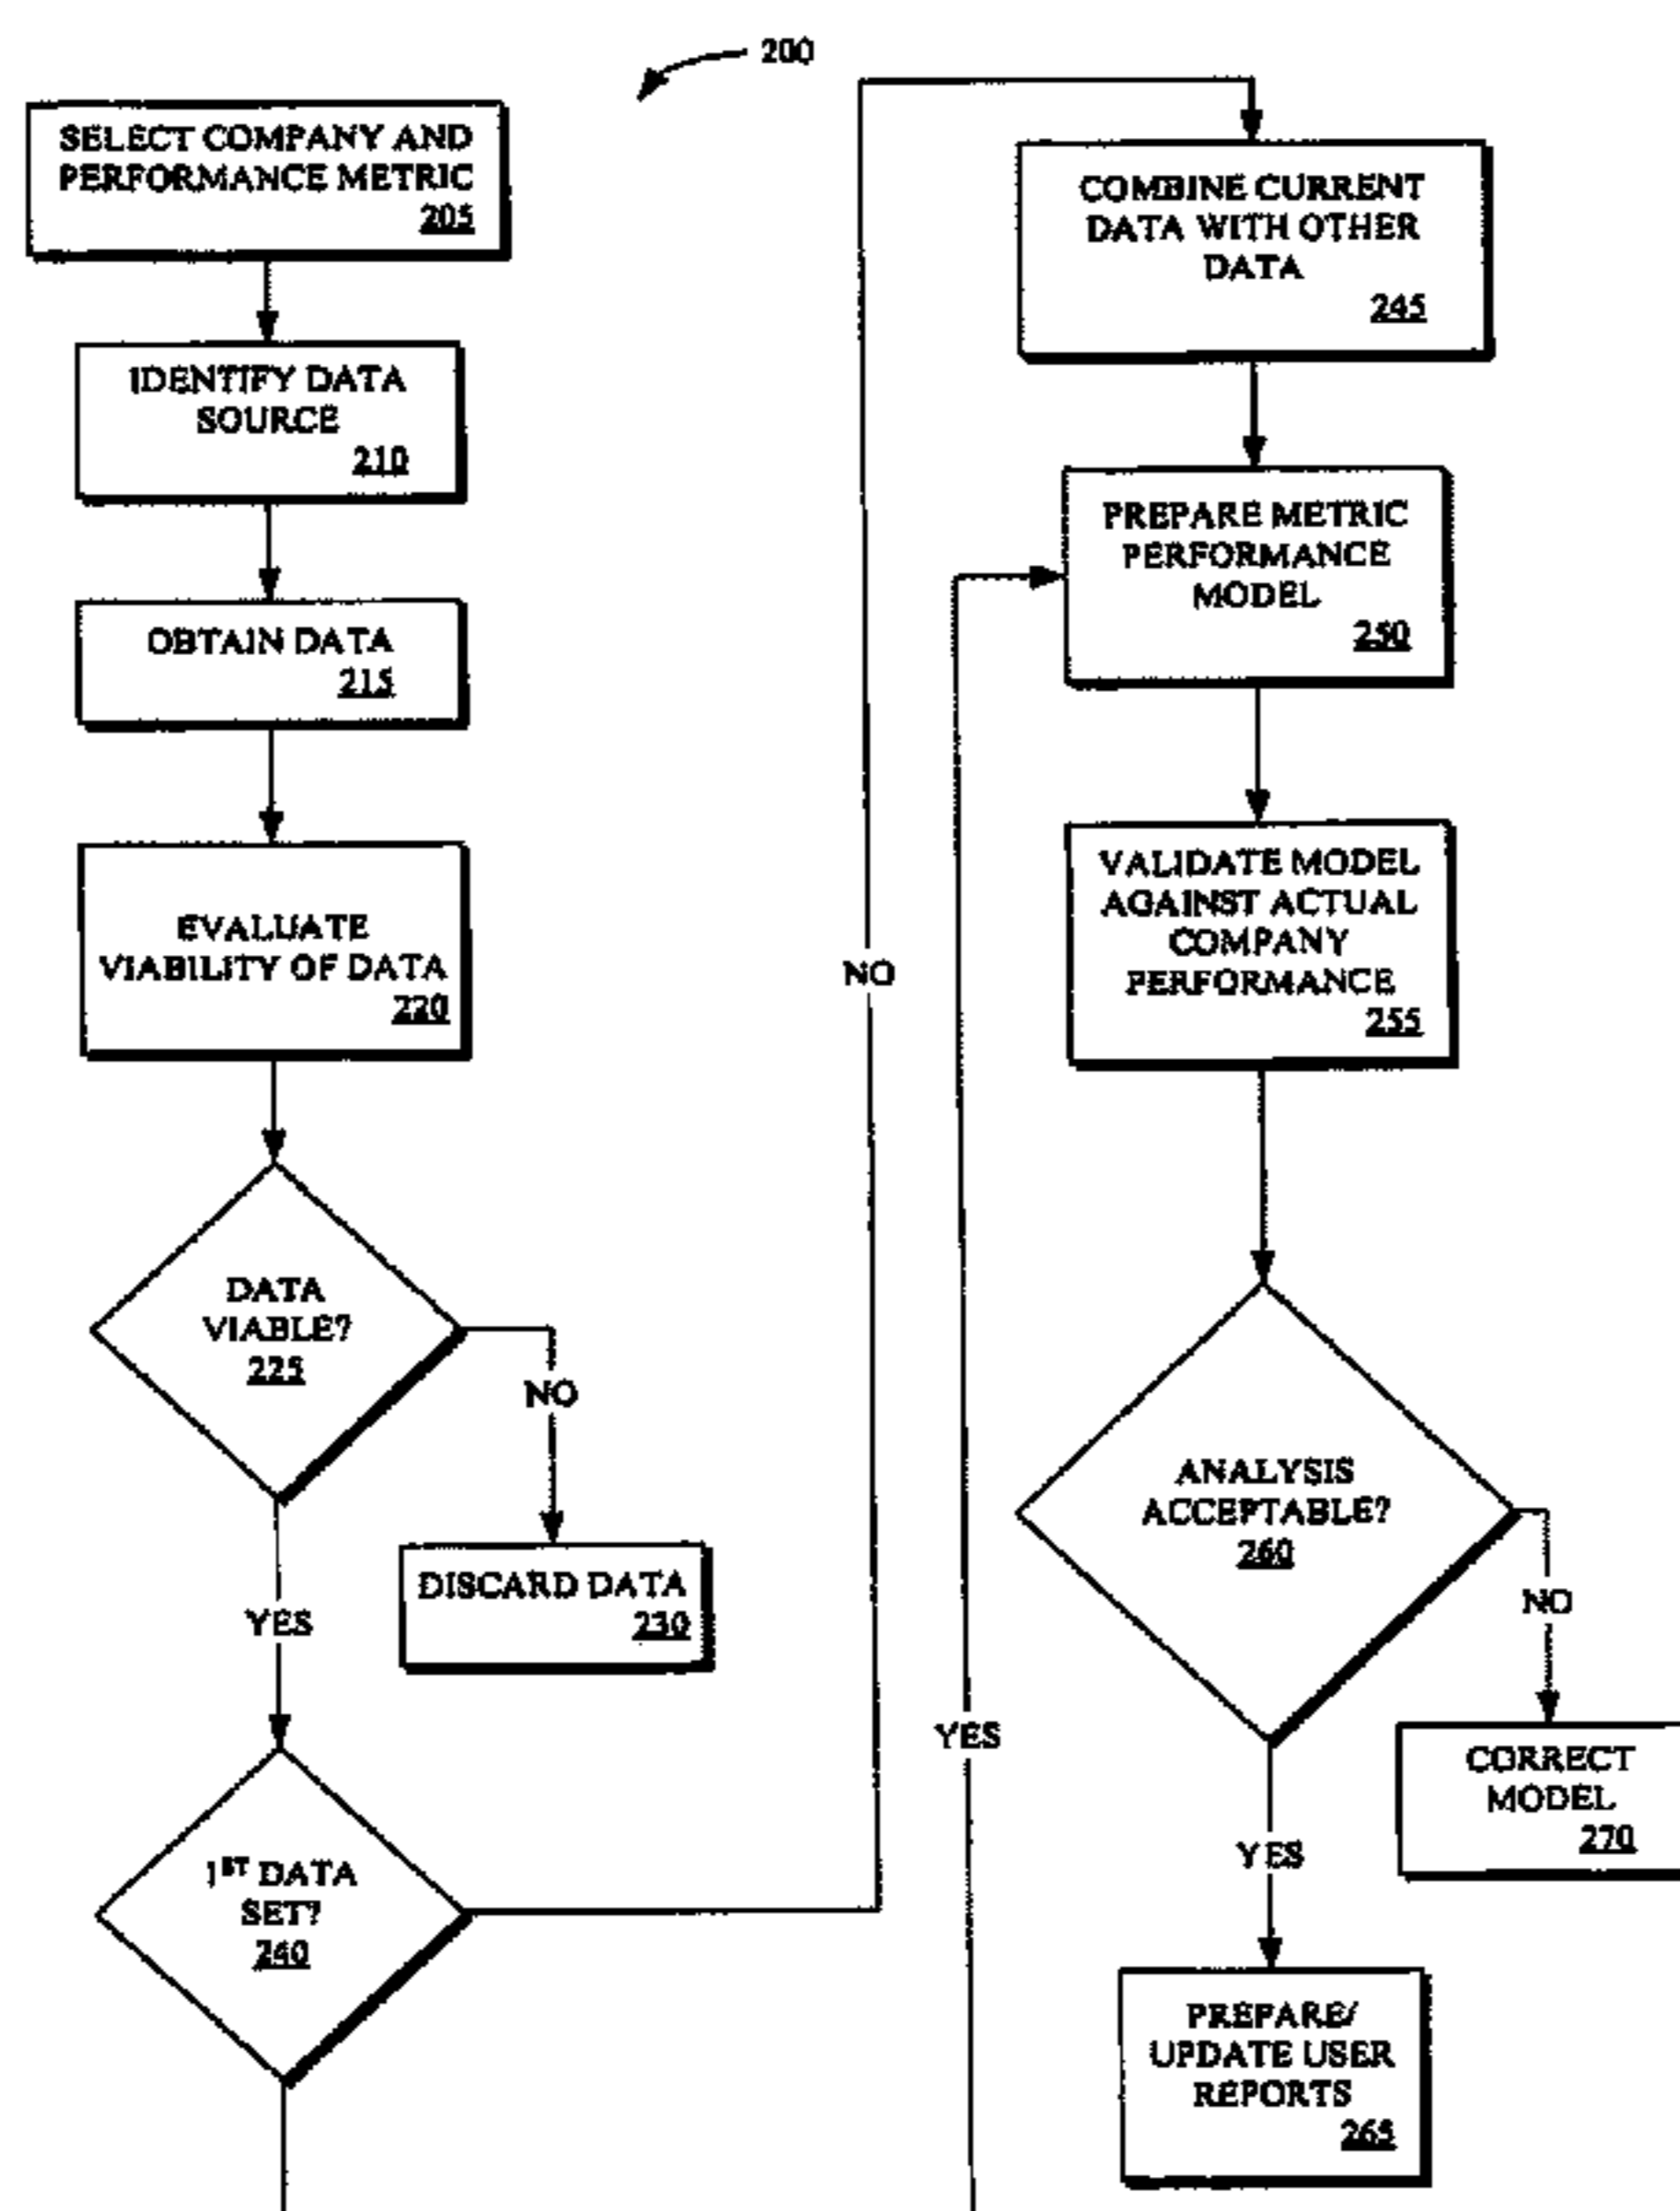 200
SELECT COMPANY AND
PERFORMANCE METRIC
205
IDENTIFY DATA
SOURCE
210
OBTAIN DATA
215
EVALUATE
VIABILITY OF DATA
220
DATA
VIABLE?
225
NO
DISCARD DATA
230
YES
1ST DATA
SET?
240
NO
YES
COMBINE CURRENT
DATA WITH OTHER
DATA
245
PREPARE METRIC
PERFORMANCE
MODEL
250
VALIDATE MODEL
AGAINST ACTUAL
COMPANY
PERFORMANCE
255
ANALYSIS
ACCEPTABLE?
260
NO
CORRECT
MODEL
270
YES
PREPARE/
UPDATE USER
REPORTS
265